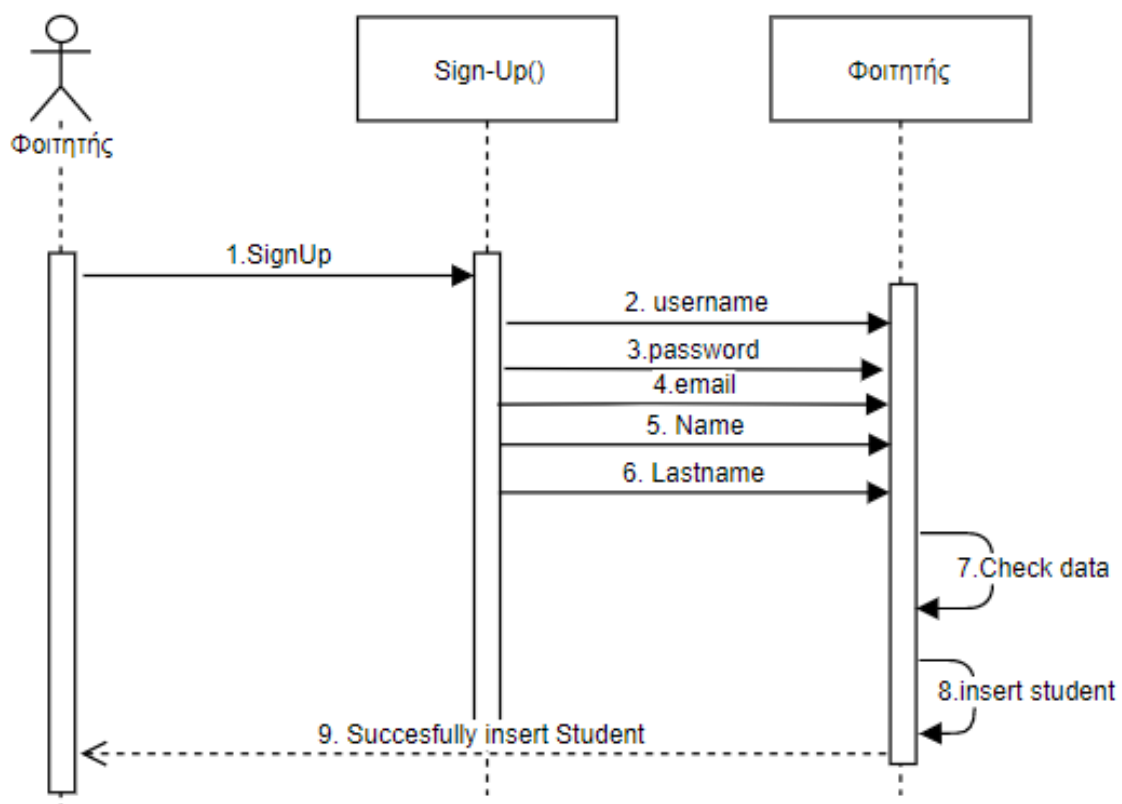 Sign-Up()
Φοιτητής
Φοιτητής
1.SignUp
2. username
3.password
4.email
5. Name
6. Lastname
7.Check data
8.insert student
9. Succesfully insert Student